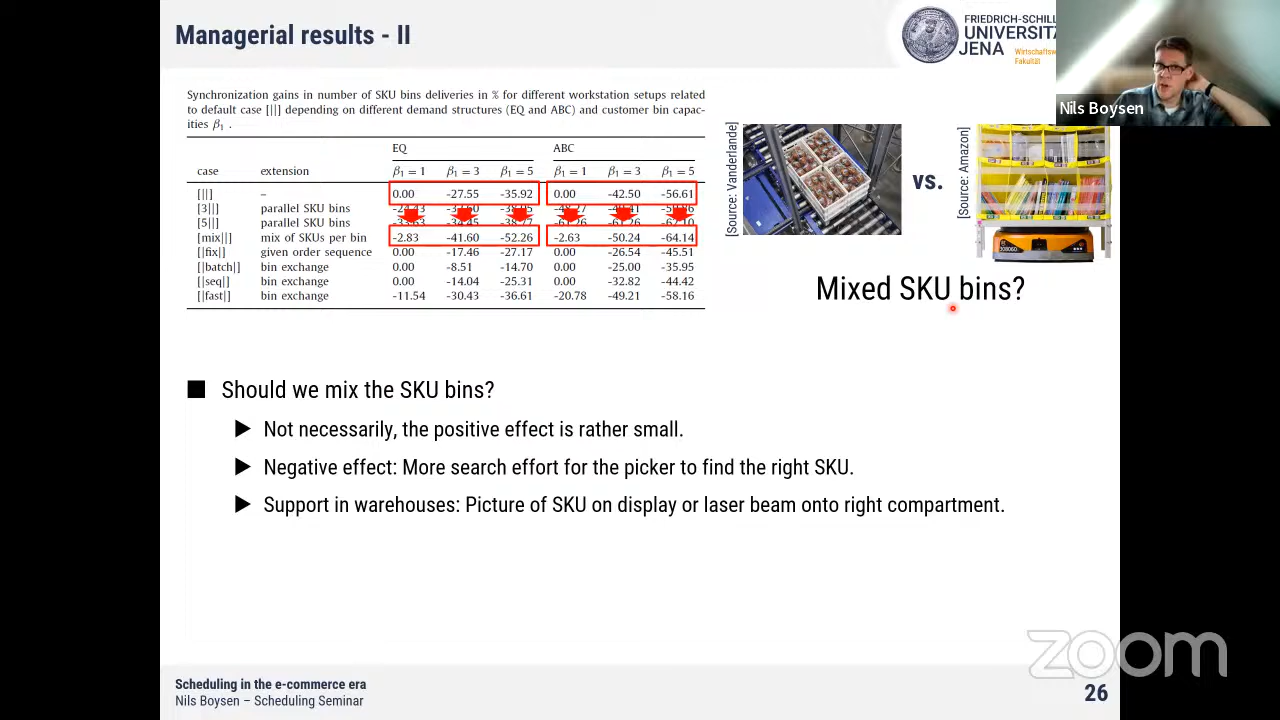 Managerial results - II
FRIEDRICH-SCHILL
UNIVERSITÄ
JENA
Wirtschaftsw
Fakultät
Nils Boysen
Synchronization gains in number of SKU bins deliveries in % for different workstation setups related
to default case [||] depending on different demand structures (EQ and ABC) and customer bin capac-
ities β1 .
EQ ABC
case extension β1 = 1 β1 = 3 β1 = 5 β1 = 1 β1 = 3 β1 = 5
[||] – 0.00 -27.55 -35.92 0.00 -42.50 -56.61
[3||] parallel SKU bins
[5||] parallel SKU bins
[mix||] mix of SKUs per bin -2.83 -41.60 -52.26 -2.63 -50.24 -64.14
[|fix|] given order sequence 0.00 -17.46 -27.17 0.00 -26.54 -45.51
[|batch|] bin exchange 0.00 -8.51 -14.70 0.00 -25.00 -35.95
[|seq|] bin exchange 0.00 -14.04 -25.31 0.00 -32.82 -44.42
[|fast|] bin exchange -11.54 -30.43 -36.61 -20.78 -49.21 -58.16
[Source: Vanderlande]
vs.
[Source: Amazon]
Mixed SKU bins?
■ Should we mix the SKU bins?
▶ Not necessarily, the positive effect is rather small.
▶ Negative effect: More search effort for the picker to find the right SKU.
▶ Support in warehouses: Picture of SKU on display or laser beam onto right compartment.
zoom
Scheduling in the e-commerce era
Nils Boysen – Scheduling Seminar
26